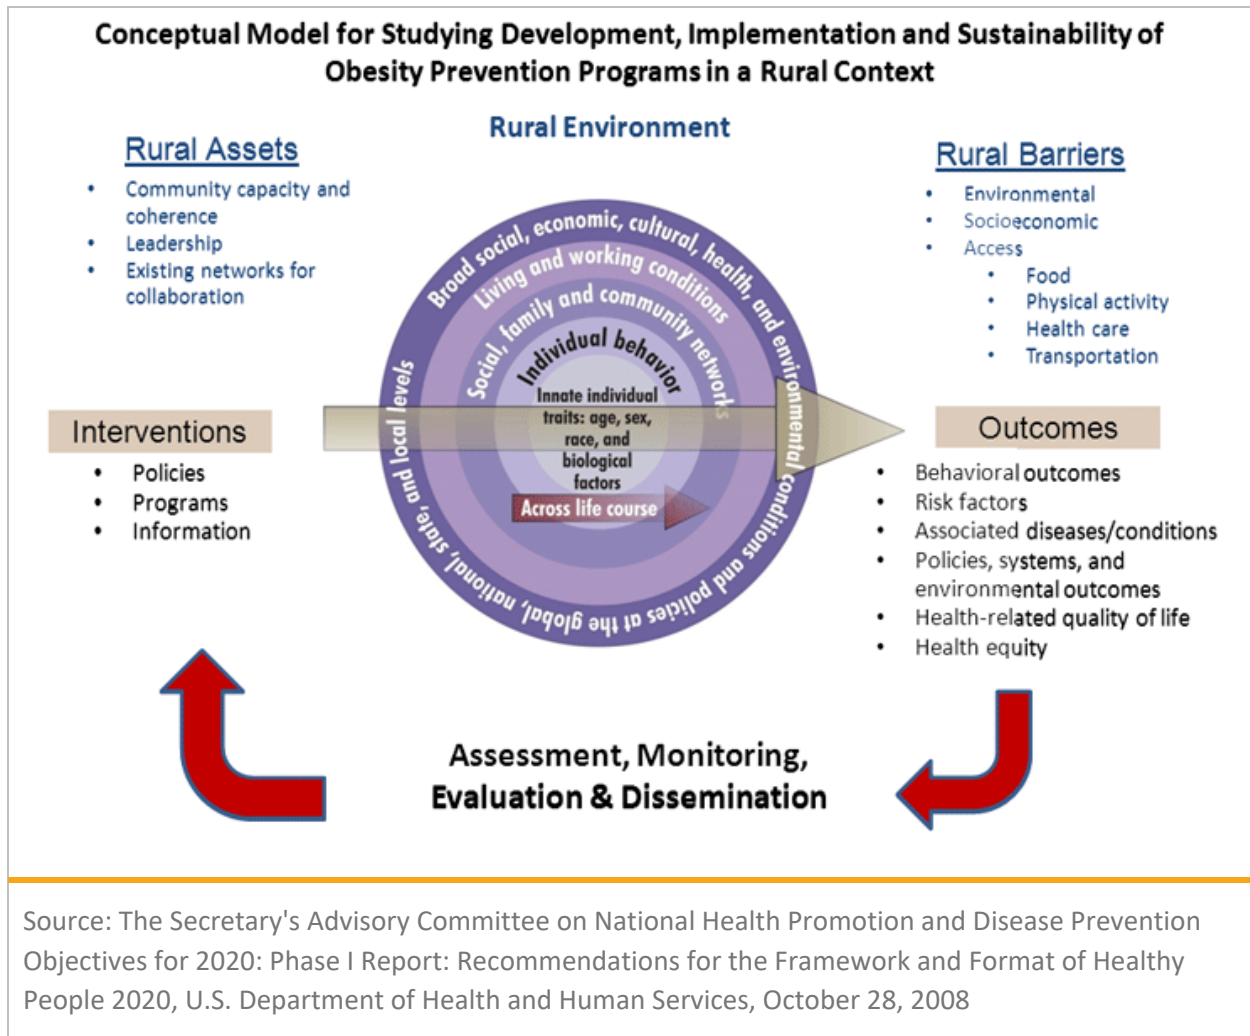 Conceptual Model for Studying Development, Implementation and Sustainability of
Obesity Prevention Programs in a Rural Context
Rural Environment
Rural Assets
• Community capacity and
coherence
• Leadership
• Existing networks for
collaboration
Rural Barriers
• Environmental
• Socioeconomic
• Access
• Food
• Physical activity
• Health care
• Transportation
Broad social, economic, cultural, health, and environmental conditions and policies at the global, national, state, and local levels
Living and working conditions
Social, family and community networks
Individual behavior
Innate individual
traits: age, sex,
race, and
biological
factors
Across life course
Interventions
• Policies
• Programs
• Information
Outcomes
• Behavioral outcomes
• Risk factors
• Associated diseases/conditions
• Policies, systems, and
environmental outcomes
• Health-related quality of life
• Health equity
Assessment, Monitoring,
Evaluation & Dissemination
Source: The Secretary's Advisory Committee on National Health Promotion and Disease Prevention
Objectives for 2020: Phase I Report: Recommendations for the Framework and Format of Healthy
People 2020, U.S. Department of Health and Human Services, October 28, 2008